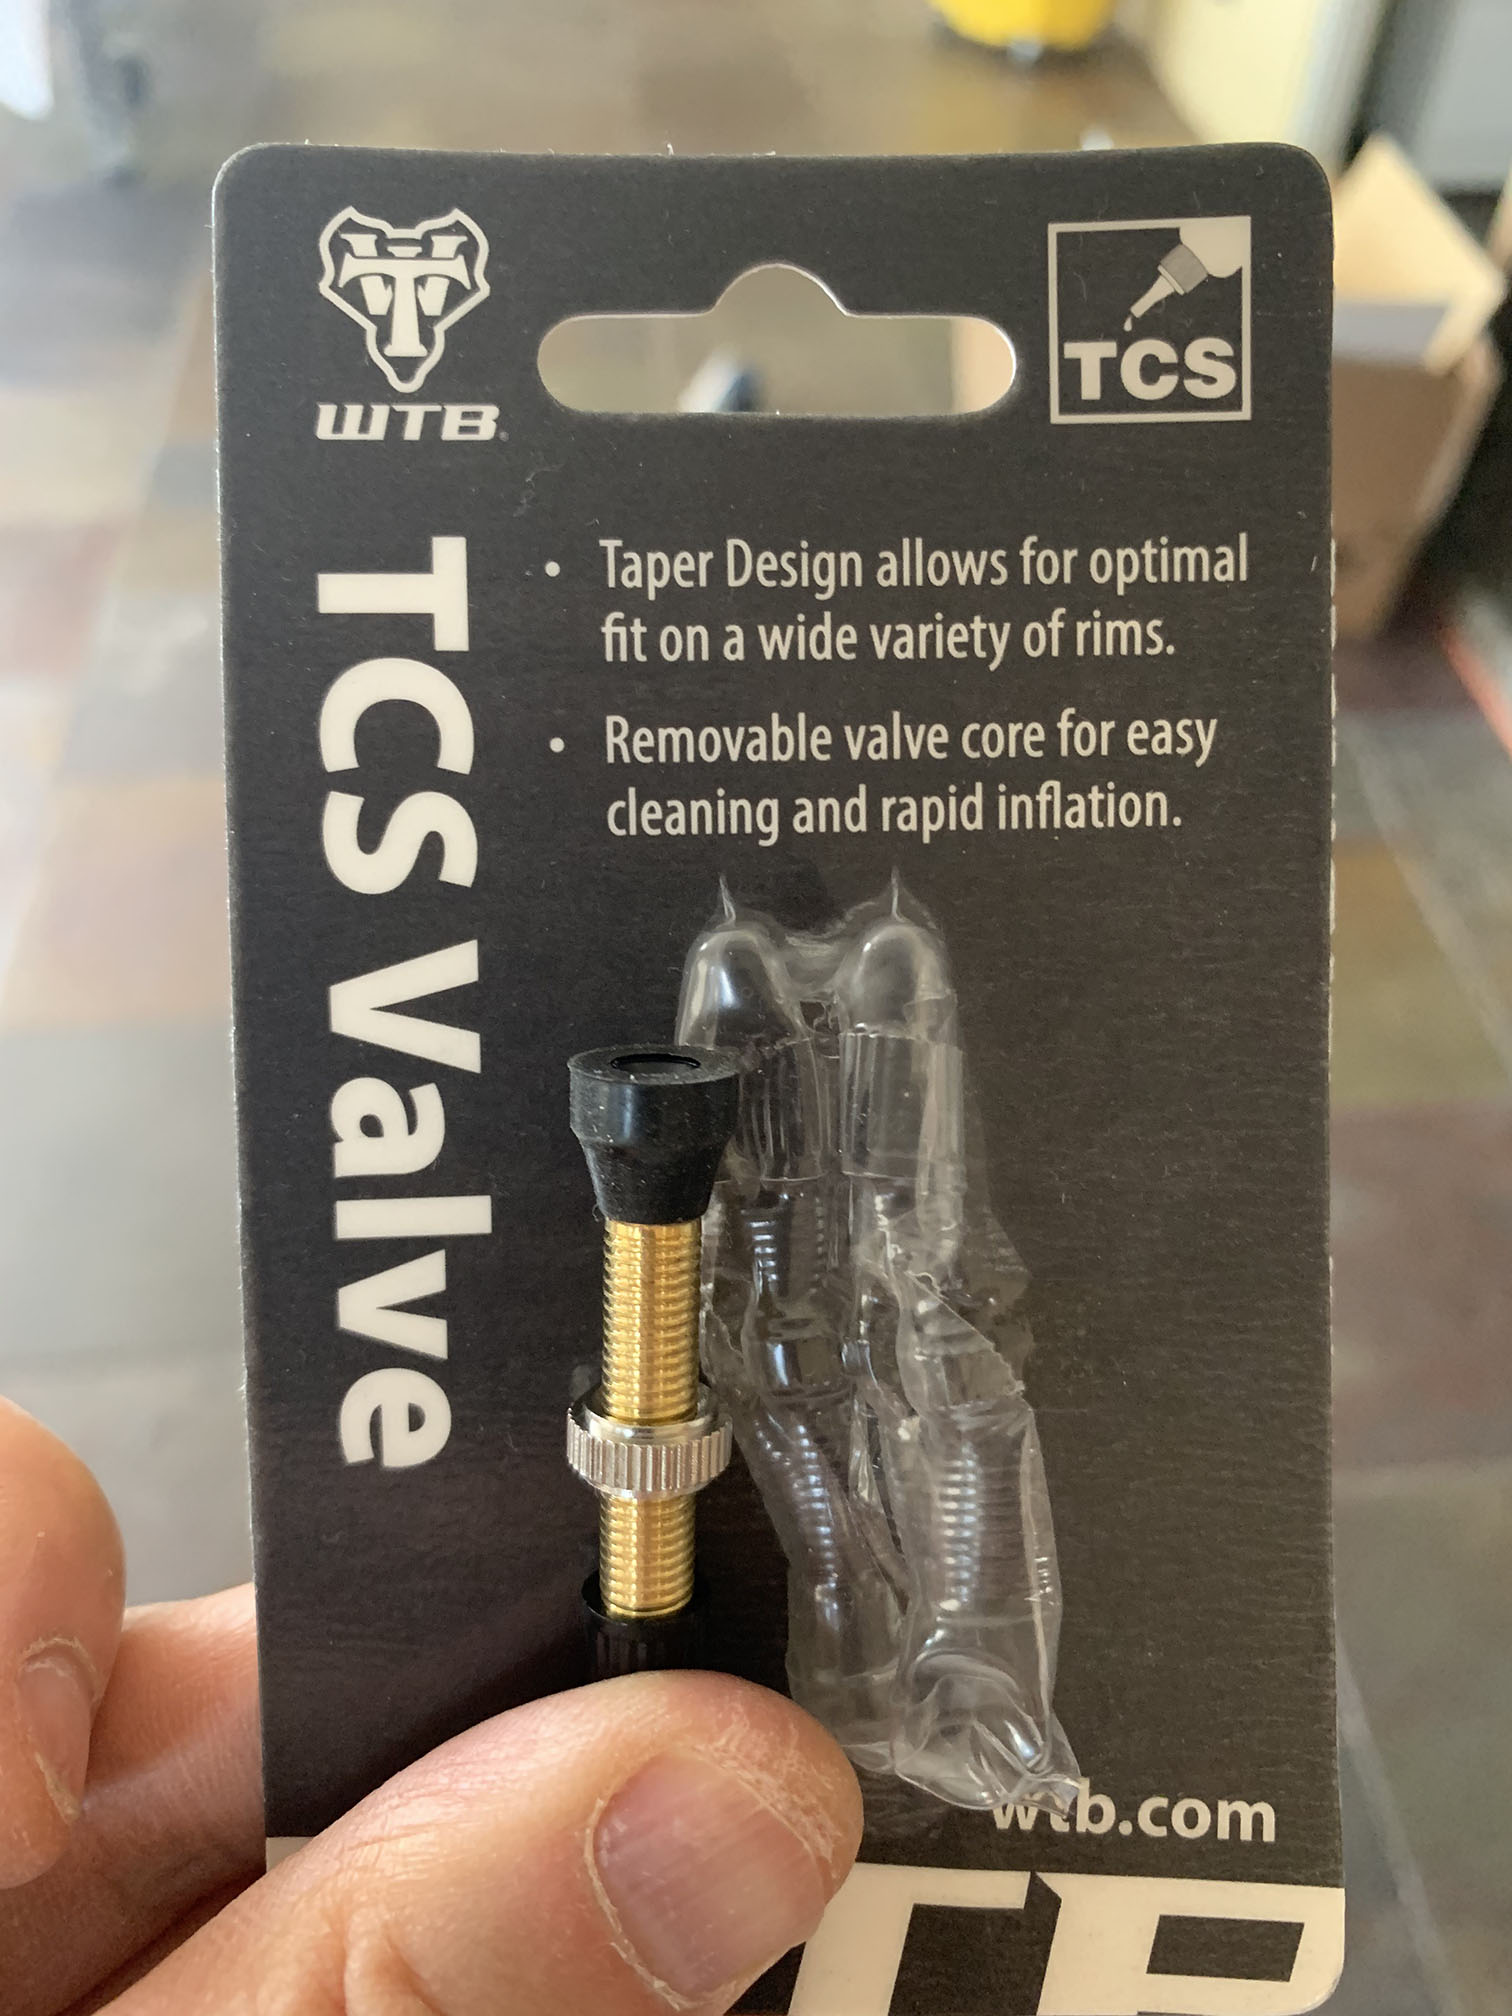 WTB
TCS
TCS Valve
• Taper Design allows for optimal
fit on a wide variety of rims.
• Removable valve core for easy
cleaning and rapid inflation.
wtb.com